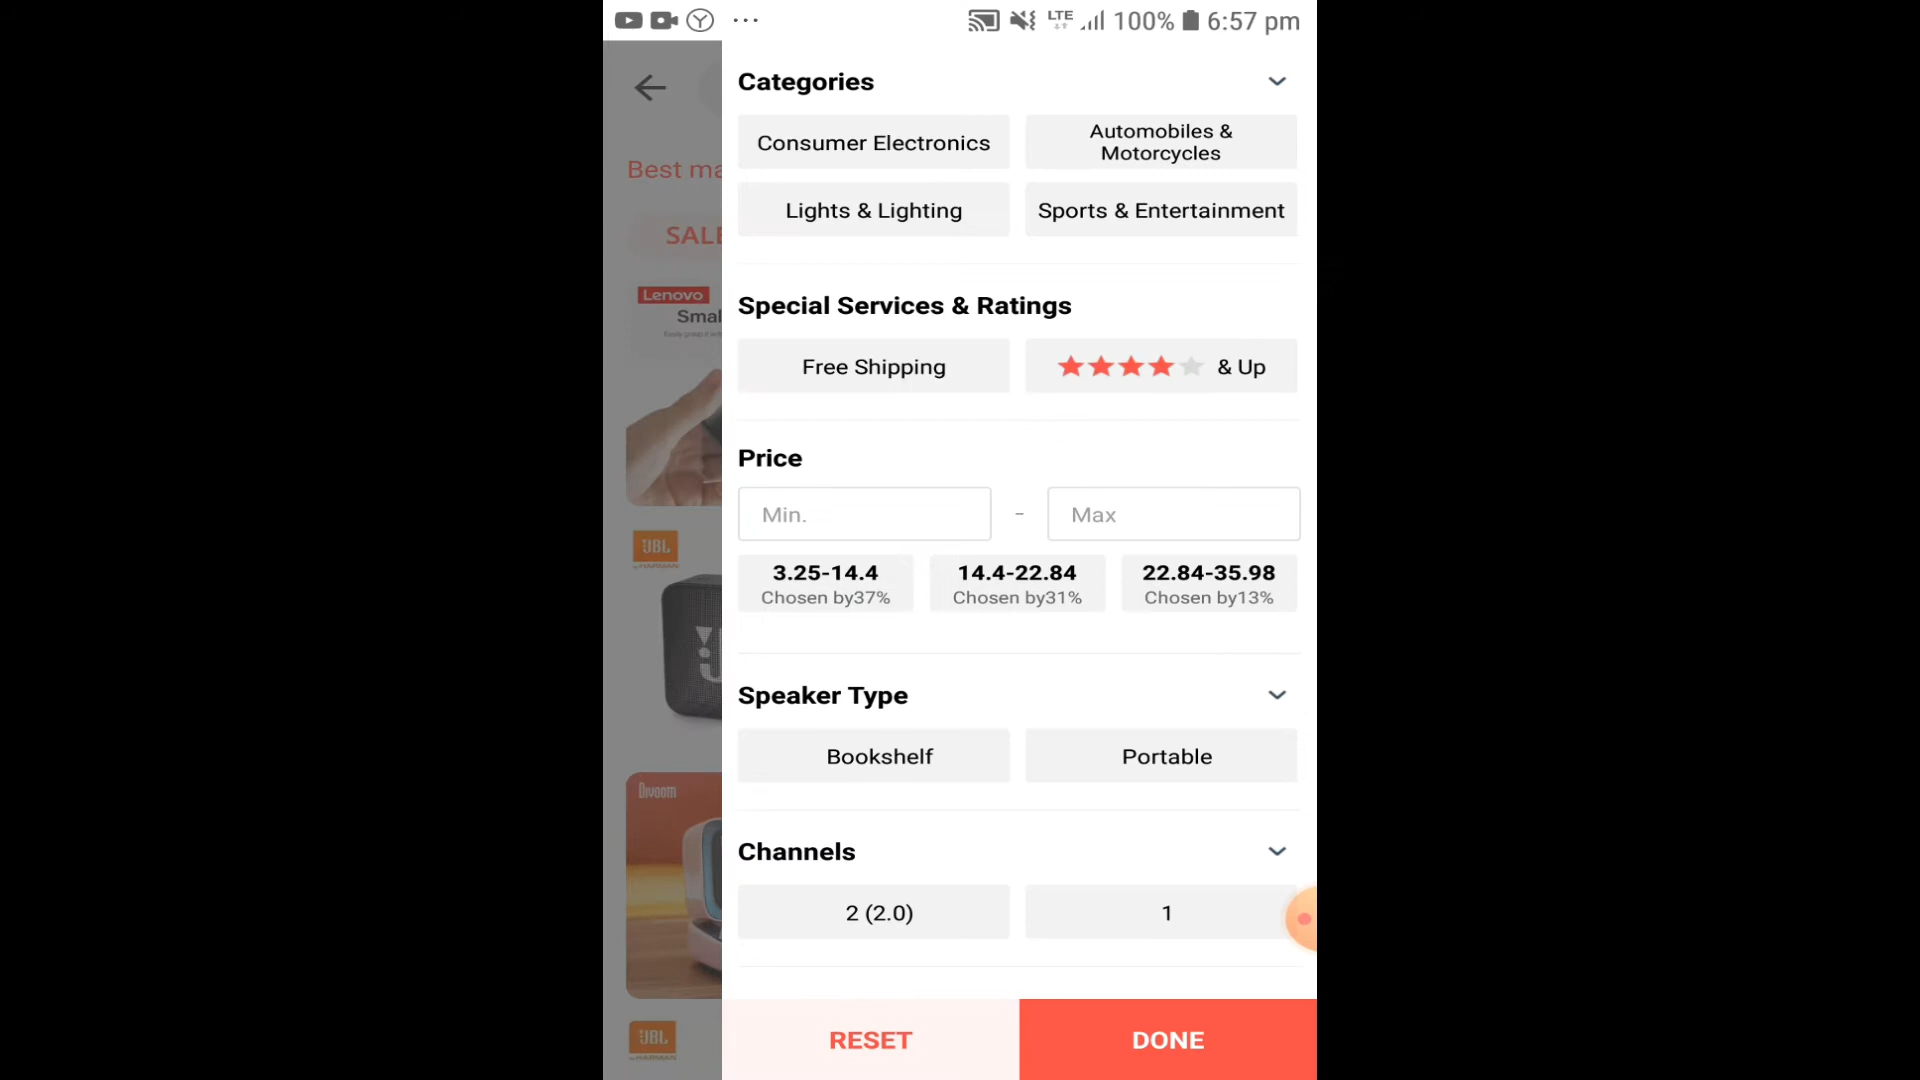 LTE 100% 6:57 pm
Categories
Consumer Electronics
Automobiles &
Motorcycles
Best ma
Lights & Lighting
Sports & Entertainment
SALE
Lenovo
Smal
Special Services & Ratings
Free Shipping
& Up
Price
Min. - Max
JBL
3.25-14.4
Chosen by37%
14.4-22.84
Chosen by31%
22.84-35.98
Chosen by13%
Speaker Type
Bookshelf
Portable
Divoom
Channels
2 (2.0)
1
JBL
RESET
DONE